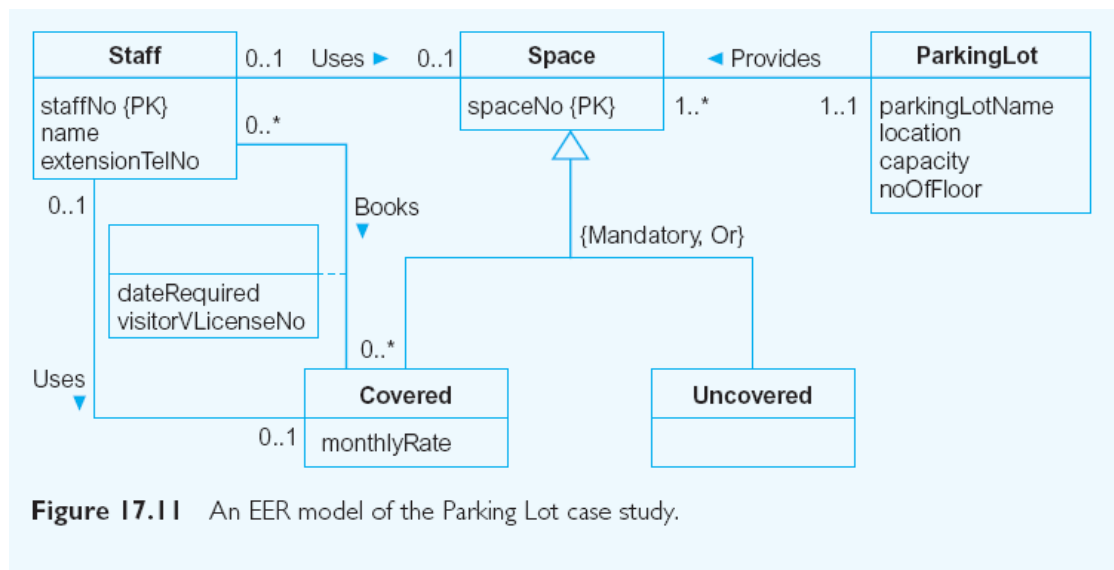 Staff
0..1 Uses ► 0..1
Space
◄ Provides
ParkingLot
staffNo {PK}
name
extensionTelNo
0..*
spaceNo {PK}
1..*
1..1
parkingLotName
location
capacity
noOfFloor
0..1
Books
▼
{Mandatory, Or}
dateRequired
visitorVLicenseNo
0..*
Uses
▼
Covered
Uncovered
0..1
monthlyRate
Figure 17.11 An EER model of the Parking Lot case study.